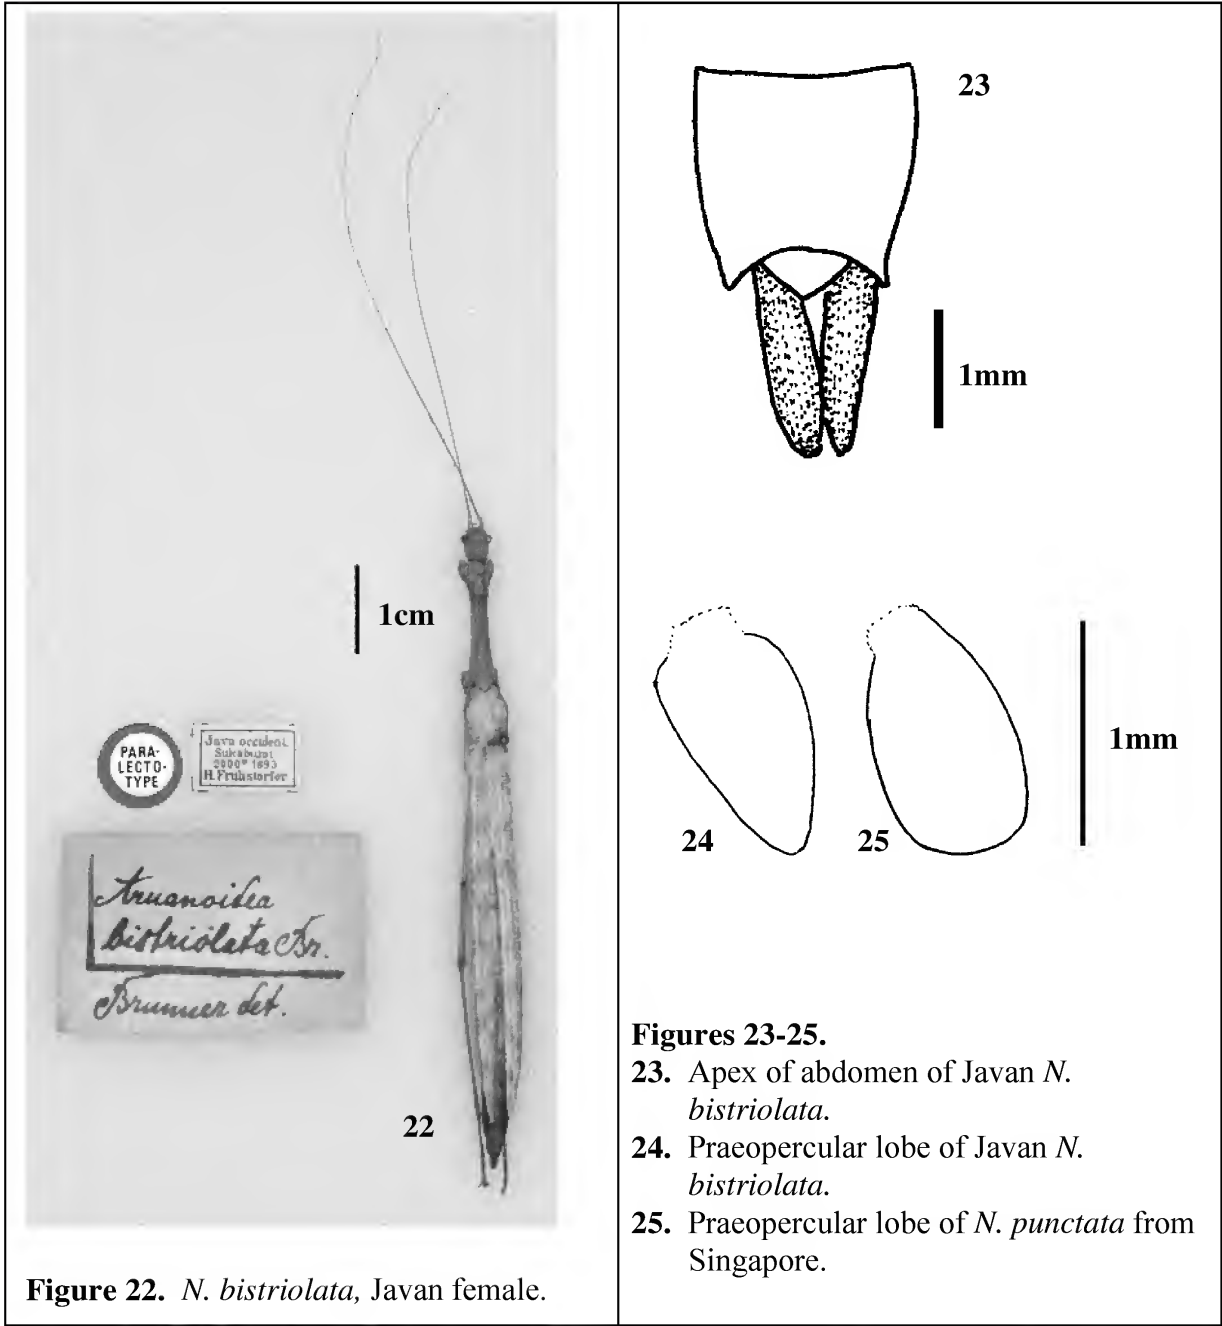 1cm
PARA-
LECTO-
TYPE
Java occident.
Sukabumi
2000' 1893
H. Fruhstorfer
Aruanoidea
bistriolata Br.
Brunner det.
22
Figure 22. N. bistriolata, Javan female.
23
1mm
24
25
1mm
Figures 23-25.
23. Apex of abdomen of Javan N.
bistriolata.
24. Praeopercular lobe of Javan N.
bistriolata.
25. Praeopercular lobe of N. punctata from
Singapore.